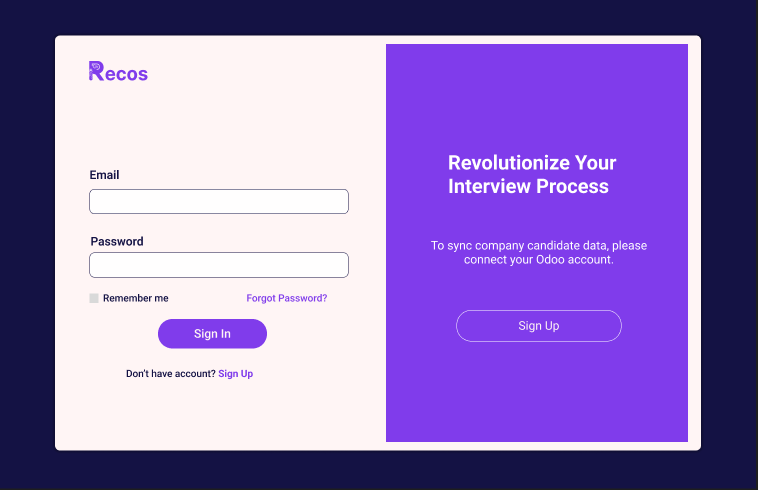 Recos
Email
Password
Remember me
Forgot Password?
Sign In
Don't have account? Sign Up
Revolutionize Your
Interview Process
To sync company candidate data, please
connect your Odoo account.
Sign Up